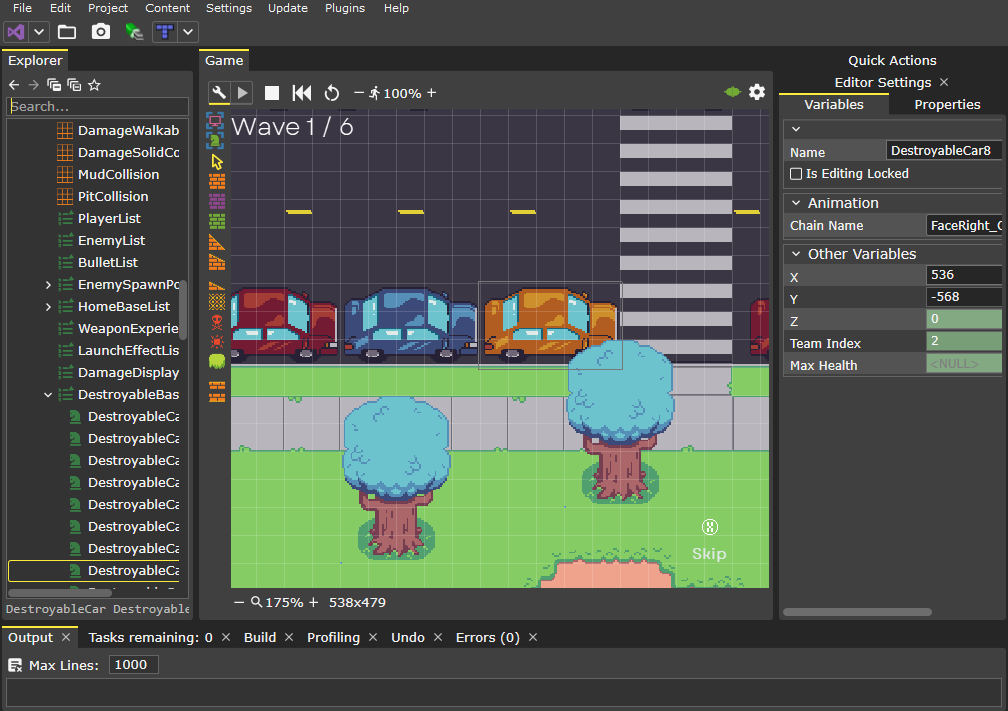 File Edit Project Content Settings Update Plugins Help
Explorer
Search...
DamageWalkab
DamageSolidCo
MudCollision
PitCollision
PlayerList
EnemyList
BulletList
EnemySpawnPo
HomeBaseList
WeaponExperie
LaunchEffectLis
DamageDisplay
DestroyableBas
DestroyableCa
DestroyableCa
DestroyableCa
DestroyableCa
DestroyableCa
DestroyableCa
DestroyableCa
DestroyableCa
DestroyableCar Destroyable
Game
100%
Wave 1 / 6
X
Skip
175% 538x479
Quick Actions
Editor Settings
Variables Properties
Name DestroyableCar8
Is Editing Locked
Animation
Chain Name FaceRight_C
Other Variables
X 536
Y -568
Z 0
Team Index 2
Max Health <NULL>
Output Tasks remaining: 0 Build Profiling Undo Errors (0)
Max Lines: 1000